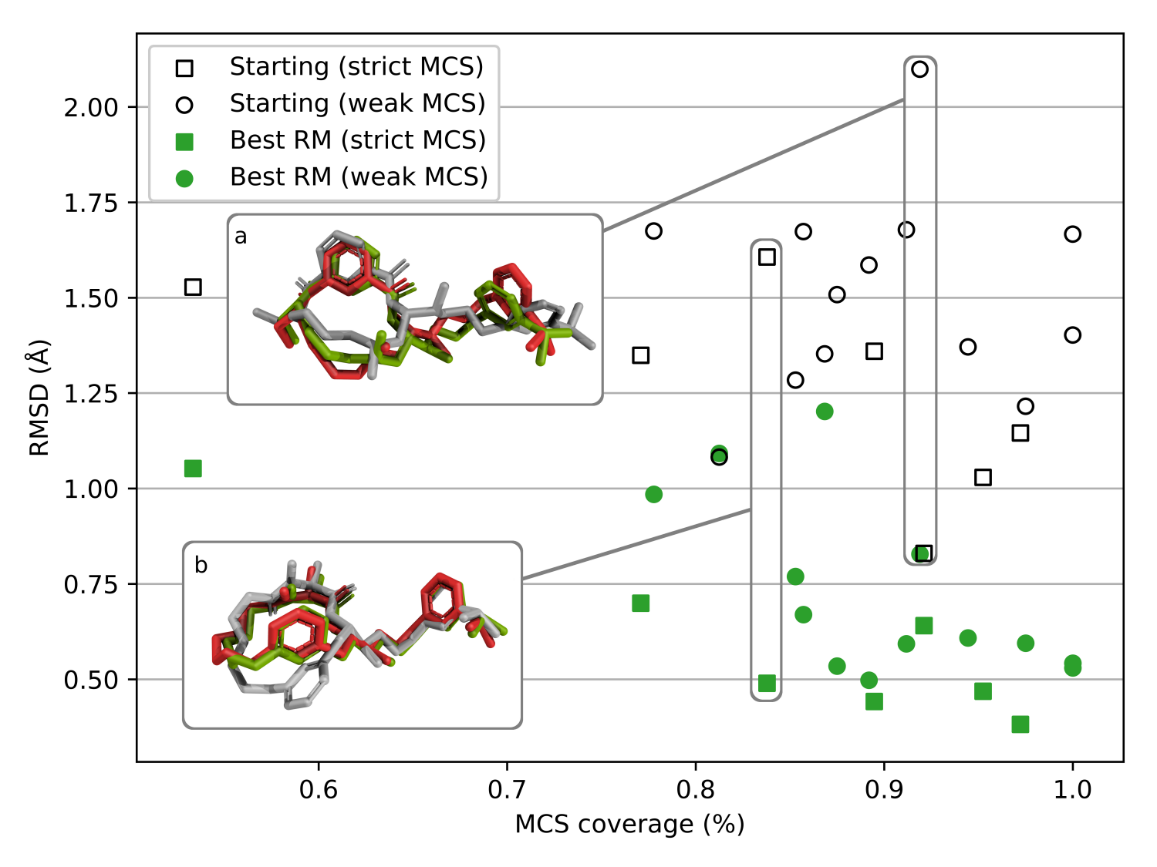 Starting (strict MCS)
Starting (weak MCS)
Best RM (strict MCS)
Best RM (weak MCS)
2.00
1.75
1.50
1.25
1.00
0.75
0.50
RMSD (Å)
a
b
0.6 0.7 0.8 0.9 1.0
MCS coverage (%)